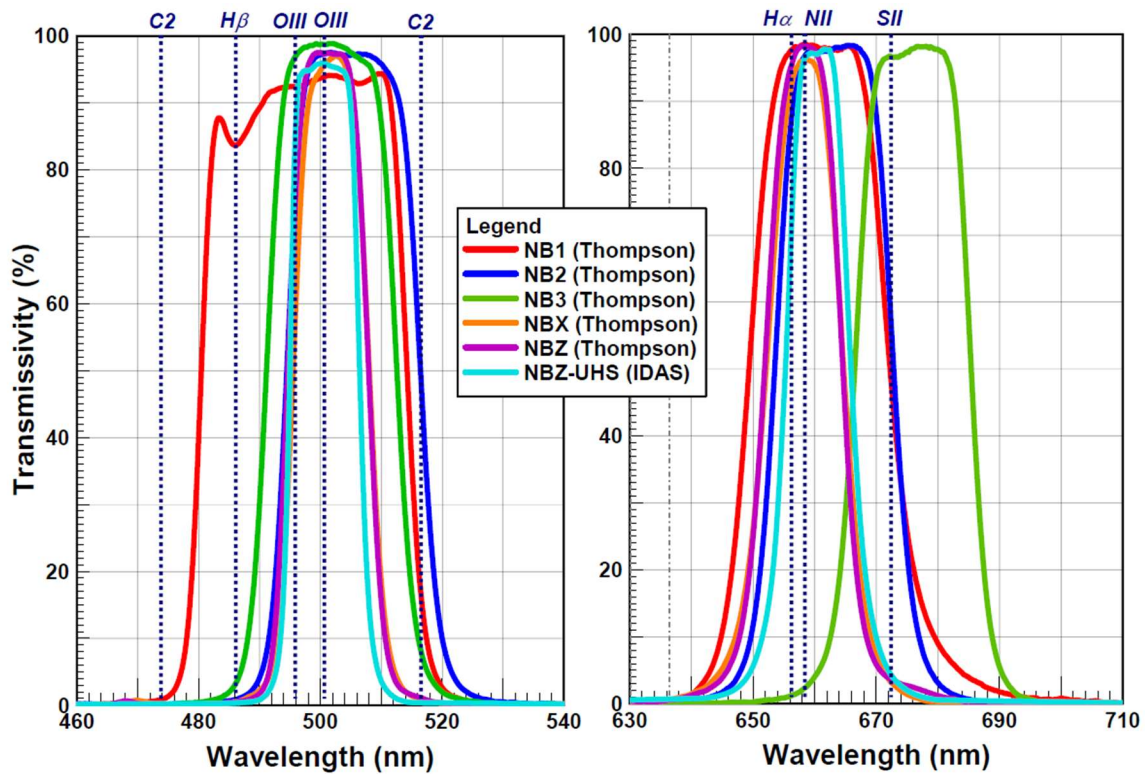 C2 Hβ OIII OIII C2
Hα NII SII
Transmissivity (%)
100
80
60
40
20
0
460 480 500 520 540
Wavelength (nm)
Legend
NB1 (Thompson)
NB2 (Thompson)
NB3 (Thompson)
NBX (Thompson)
NBZ (Thompson)
NBZ-UHS (IDAS)
100
80
60
40
20
0
630 650 670 690 710
Wavelength (nm)